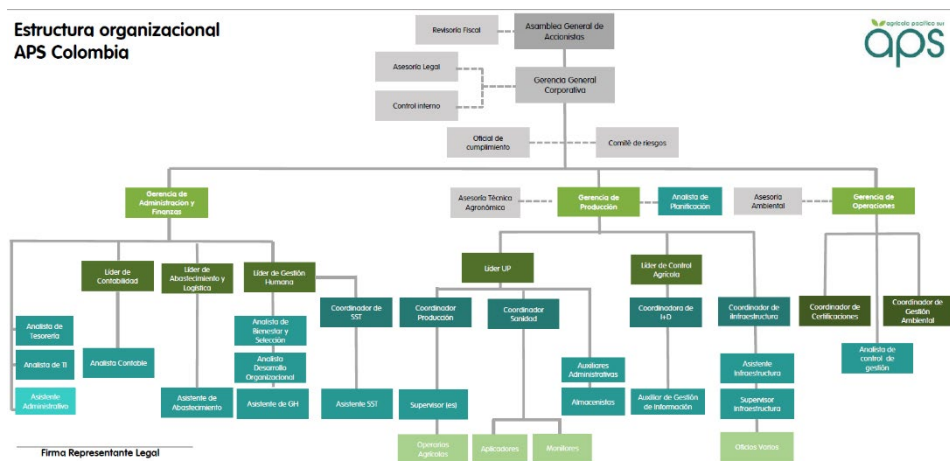 Estructura organizacional
APS Colombia
agrícola pacífico sur
aps
Revisoría Fiscal
Asamblea General de
Accionistas
Asesoría Legal
Gerencia General
Corporativa
Control interno
Oficial de
cumplimiento
Comité de riesgos
Gerencia de
Administración y
Finanzas
Asesoría Técnica
Agronómica
Gerencia de
Producción
Analista de
Planificación
Asesoría
Ambiental
Gerencia de
Operaciones
Líder de
Contabilidad
Líder de
Abastecimiento y
Logística
Líder de Gestión
Humana
Líder UP
Líder de Control
Agrícola
Coordinador de
SST
Coordinador
Producción
Coordinador
Sanidad
Coordinadora de
I+D
Coordinador de
Iinfraestructura
Coordinador de
Certificaciones
Coordinador de
Gestión
Ambiental
Analista de
Tesorería
Analista de
Bienestar y
Selección
Analista de TI
Analista Contable
Analista
Desarrollo
Organizacional
Auxiliares
Administrativas
Asistente
Infraestructura
Analista de
control de
gestión
Asistente
Administrativo
Asistente de
Abastecimiento
Asistente de GH
Asistente SST
Supervisor (es)
Almacenistas
Auxiliar de Gestión
de Información
Supervisor
Infraestructura
Operarios
Agrícolas
Aplicadores
Monitores
Oficios Varios
Firma Representante Legal